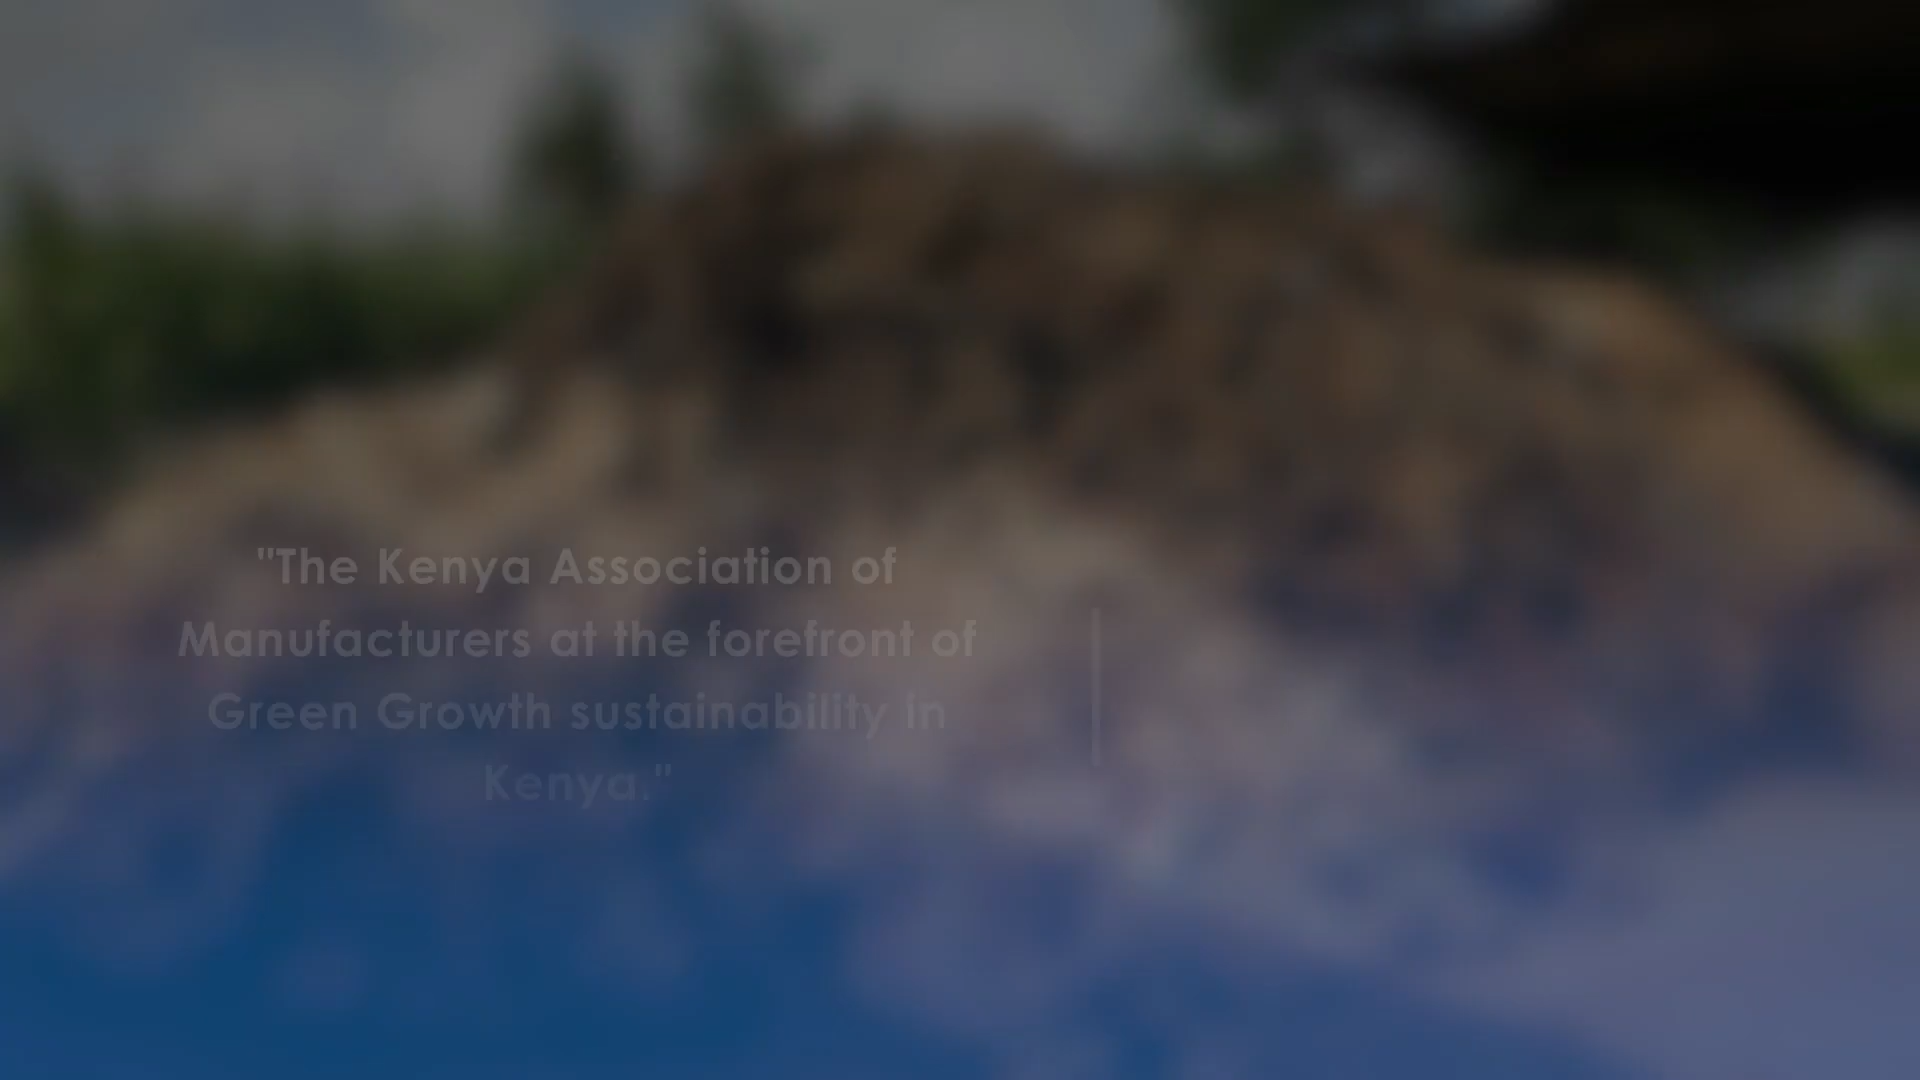 "The Kenya Association of
Manufacturers at the forefront of
Green Growth sustainability in
Kenya."